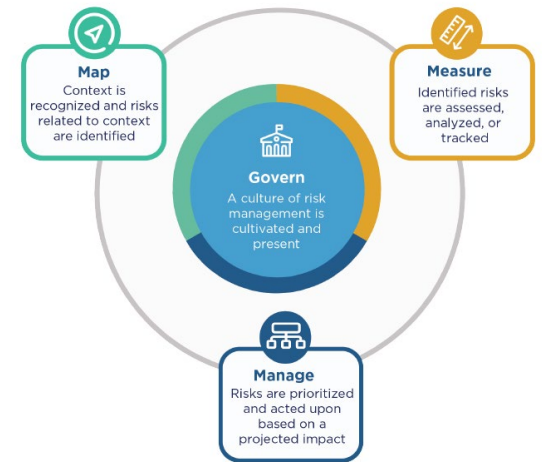 Map
Context is
recognized and risks
related to context
are identified
Measure
Identified risks
are assessed,
analyzed, or
tracked
Govern
A culture of risk
management is
cultivated and
present
Manage
Risks are prioritized
and acted upon
based on a
projected impact